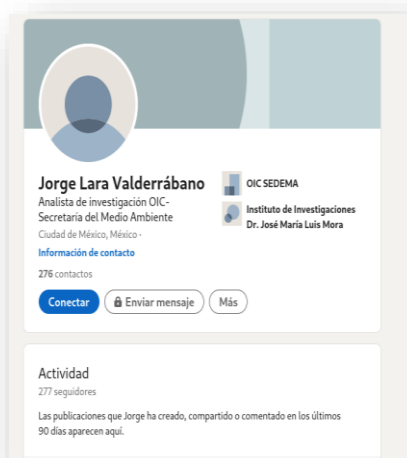 Jorge Lara Valderrábano
Analista de investigación OIC-
Secretaría del Medio Ambiente
Ciudad de México, México ·
Información de contacto
276 contactos
OIC SEDEMA
Instituto de Investigaciones
Dr. José María Luis Mora
Conectar
Enviar mensaje
Más
Actividad
277 seguidores
Las publicaciones que Jorge ha creado, compartido o comentado en los últimos
90 días aparecen aquí.